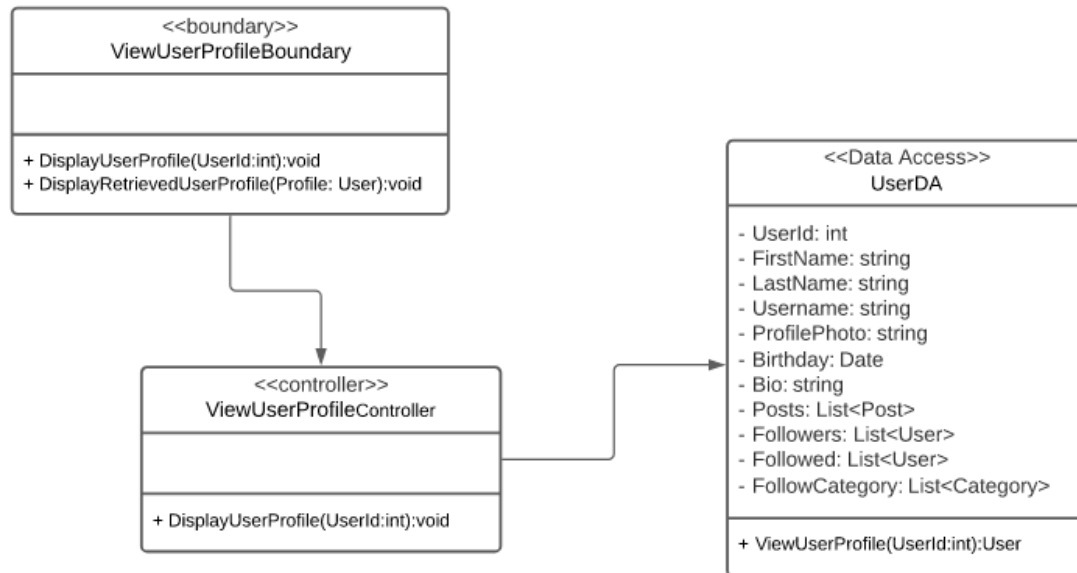 <<boundary>>
ViewUserProfileBoundary
+ DisplayUserProfile(UserId:int):void
+ DisplayRetrievedUserProfile(Profile: User):void
<<controller>>
ViewUserProfileController
+ DisplayUserProfile(UserId:int):void
<<Data Access>>
UserDA
- UserId: int
- FirstName: string
- LastName: string
- Username: string
- ProfilePhoto: string
- Birthday: Date
- Bio: string
- Posts: List<Post>
- Followers: List<User>
- Followed: List<User>
- FollowCategory: List<Category>
+ ViewUserProfile(UserId:int):User